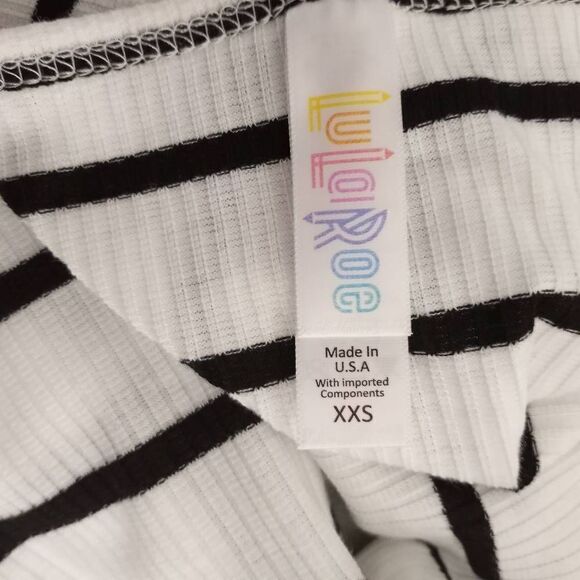 LuLaRoe
Made In
U.S.A
With imported
Components
XXS